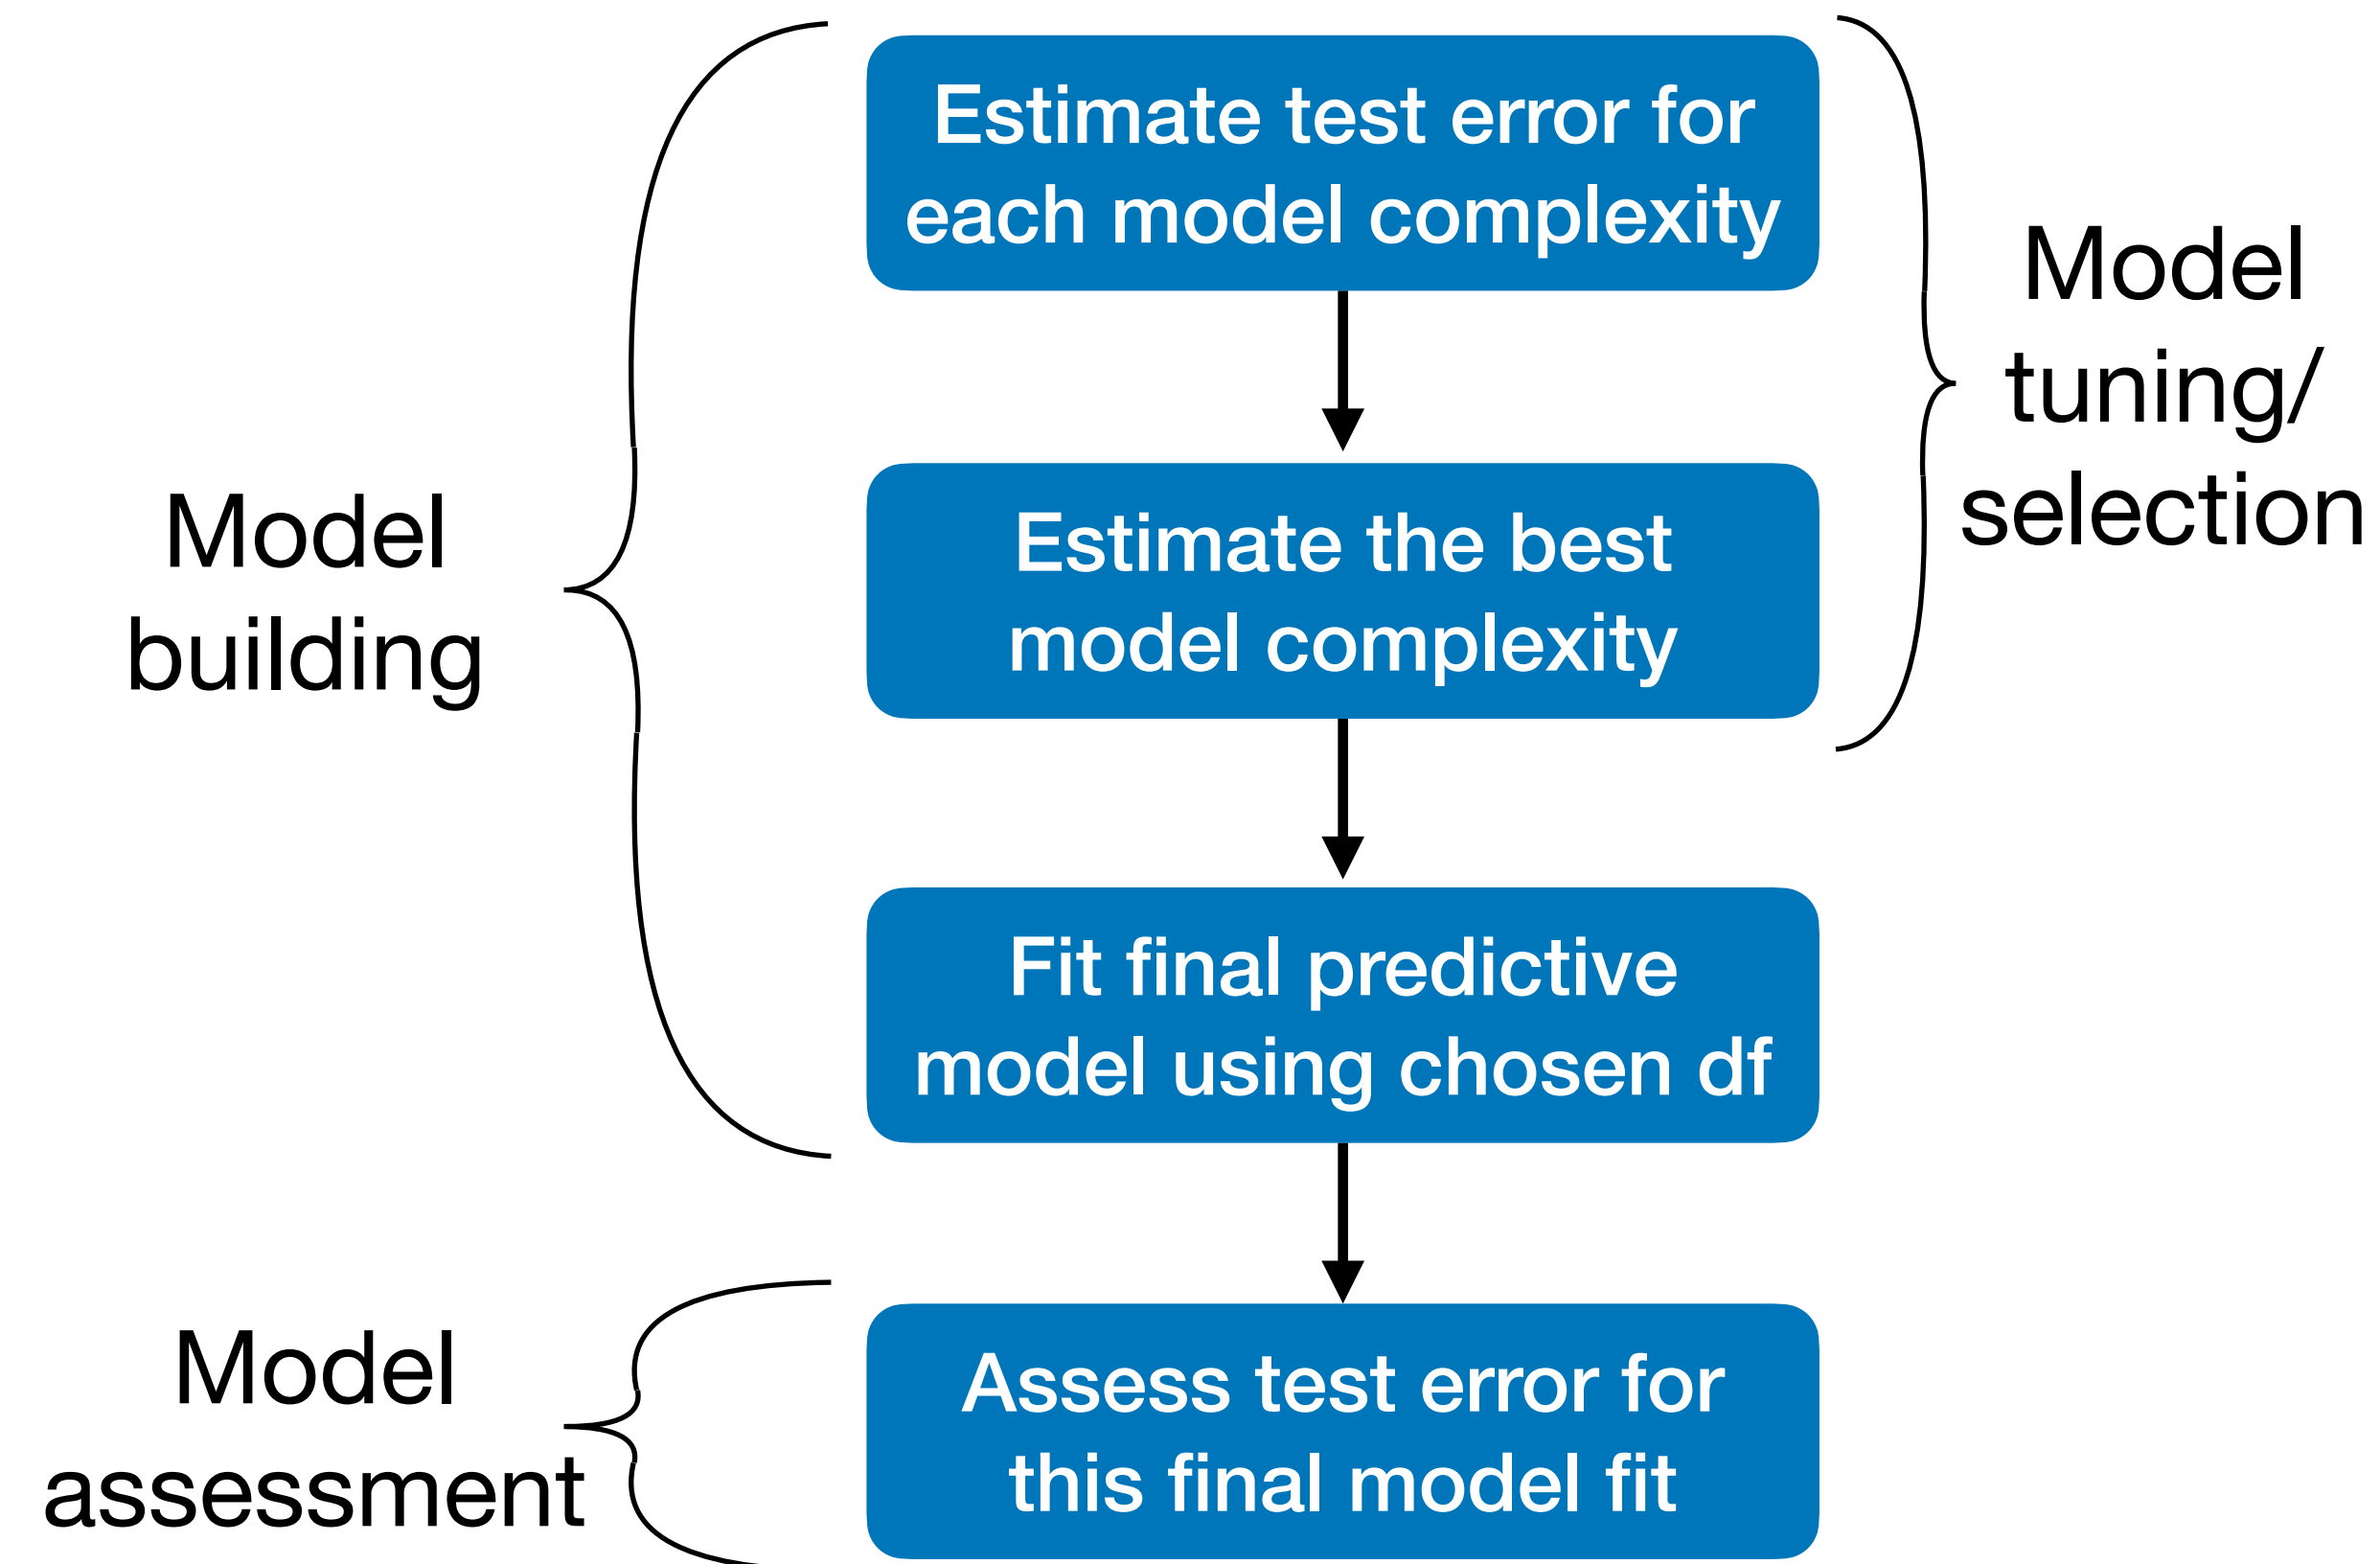 Estimate test error for
each model complexity
Model
tuning/
selection
Estimate the best
model complexity
Model
building
Fit final predictive
model using chosen df
Model
assessment
Assess test error for
this final model fit